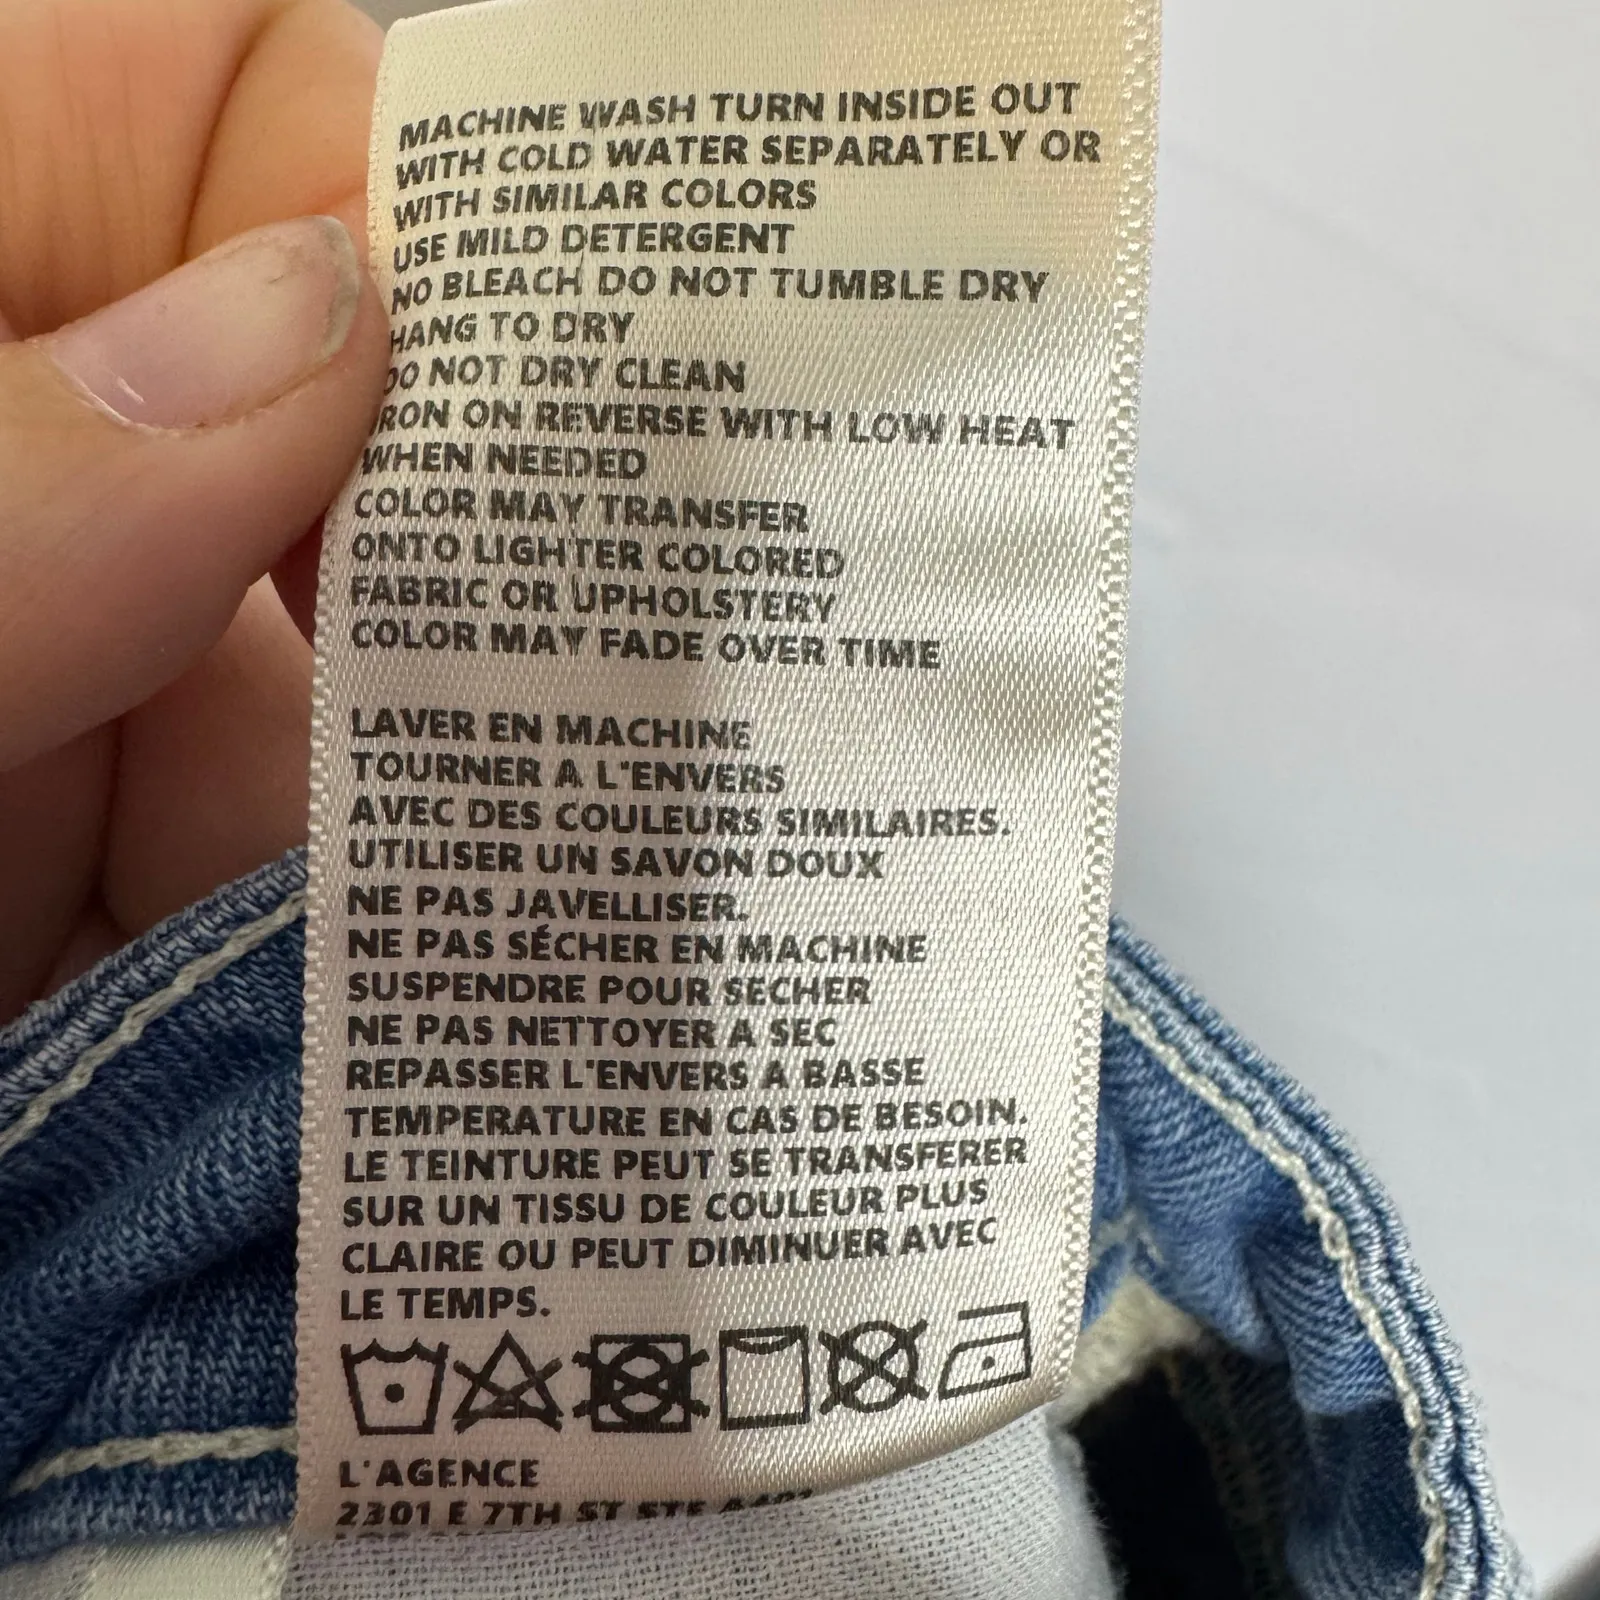 MACHINE WASH TURN INSIDE OUT
WITH COLD WATER SEPARATELY OR
WITH SIMILAR COLORS
USE MILD DETERGENT
NO BLEACH DO NOT TUMBLE DRY
HANG TO DRY
DO NOT DRY CLEAN
IRON ON REVERSE WITH LOW HEAT
WHEN NEEDED
COLOR MAY TRANSFER
ONTO LIGHTER COLORED
FABRIC OR UPHOLSTERY
COLOR MAY FADE OVER TIME
LAVER EN MACHINE
TOURNER A L'ENVERS
AVEC DES COULEURS SIMILAIRES.
UTILISER UN SAVON DOUX
NE PAS JAVELLISER.
NE PAS SÉCHER EN MACHINE
SUSPENDRE POUR SECHER
NE PAS NETTOYER A SEC
REPASSER L'ENVERS A BASSE
TEMPERATURE EN CAS DE BESOIN.
LE TEINTURE PEUT SE TRANSFERER
SUR UN TISSU DE COULEUR PLUS
CLAIRE OU PEUT DIMINUER AVEC
LE TEMPS.
L'AGENCE
2301 E 7TH ST STE